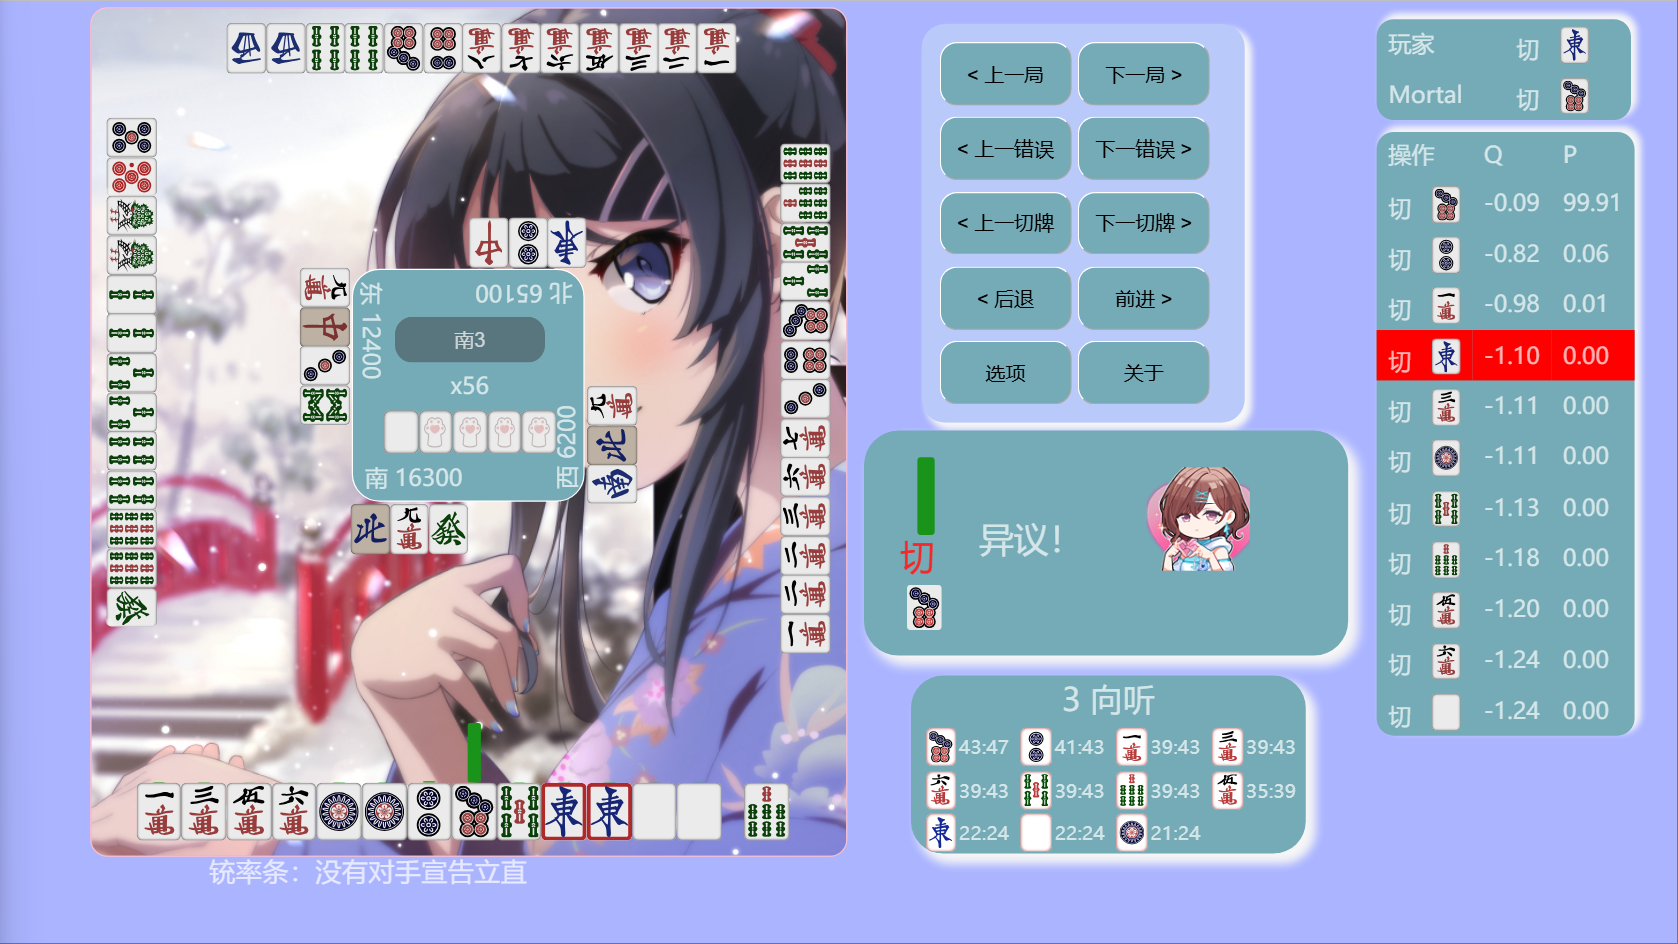 东 12400
北 65100
南3
x56
南 16300
西 6200
铳率条：没有对手宣告立直
< 上一局
下一局 >
< 上一错误
下一错误 >
< 上一切牌
下一切牌 >
< 后退
前进 >
选项
关于
切
异议！
3 向听
43:47
41:43
39:43
39:43
39:43
39:43
39:43
35:39
22:24
22:24
21:24
玩家 切
Mortal 切
操作 Q P
切 -0.09 99.91
切 -0.82 0.06
切 -0.98 0.01
切 -1.10 0.00
切 -1.11 0.00
切 -1.11 0.00
切 -1.13 0.00
切 -1.18 0.00
切 -1.20 0.00
切 -1.24 0.00
切 -1.24 0.00